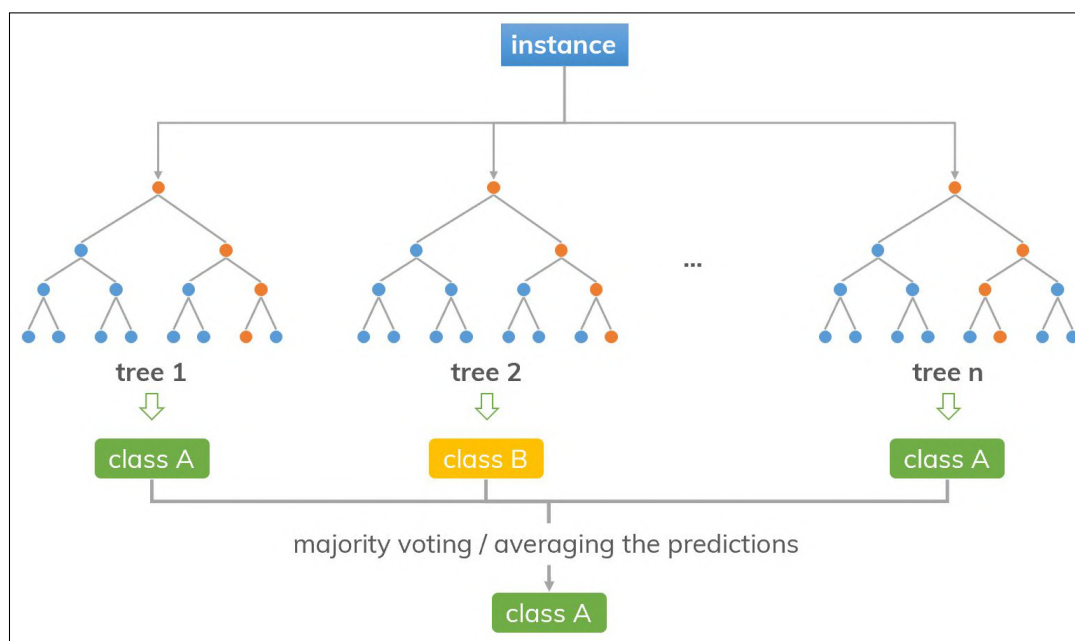 instance
...
tree 1
tree 2
tree n
class A
class B
class A
majority voting / averaging the predictions
class A